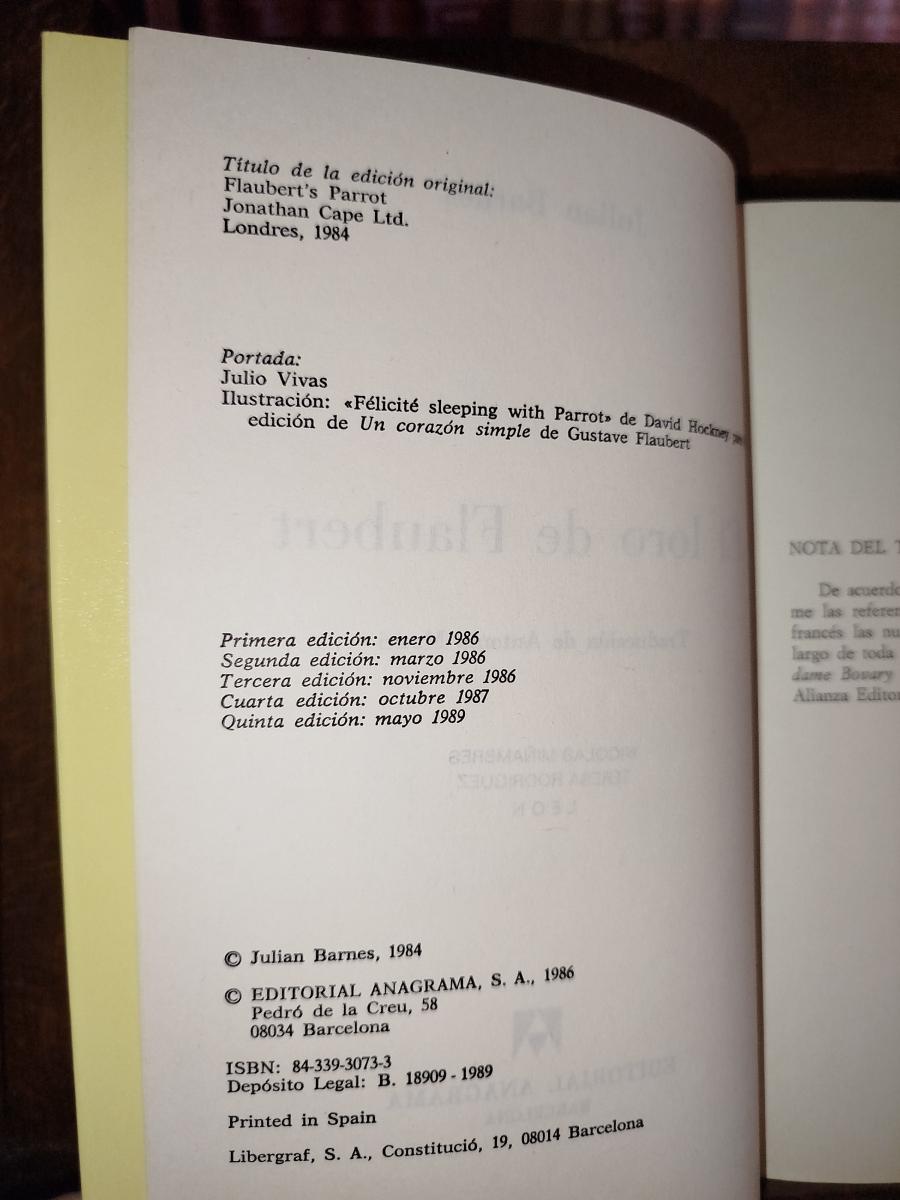 Título de la edición original:
Flaubert's Parrot
Jonathan Cape Ltd.
Londres, 1984
Portada:
Julio Vivas
Ilustración: «Félicité sleeping with Parrot» de David Hockney
edición de Un corazón simple de Gustave Flaubert
loro de Flaubert
Primera edición: enero 1986
Segunda edición: marzo 1986
Tercera edición: noviembre 1986
Cuarta edición: octubre 1987
Quinta edición: mayo 1989
© Julian Barnes, 1984
© EDITORIAL ANAGRAMA, S. A., 1986
Pedró de la Creu, 58
08034 Barcelona
ISBN: 84-339-3073-3
Depósito Legal: B. 18909 - 1989
Printed in Spain
Libergraf, S. A., Constitució, 19, 08014 Barcelona
NOTA DEL
De acuerdo
me las
francés las
largo de toda
dame Bovary
Alianza